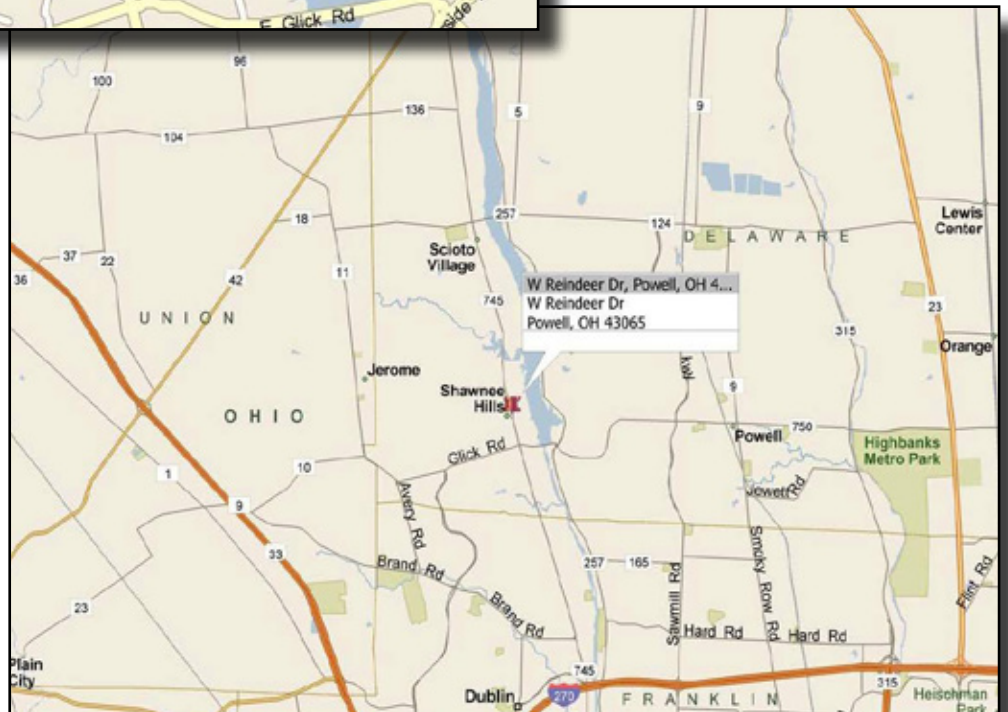 E Glick Rd
side
100
96
136
5
9
104
257
18
124
DELAWARE
Lewis
Center
37
22
36
42
11
Scioto
Village
745
W Reindeer Dr, Powell, OH 4...
W Reindeer Dr
Powell, OH 43065
23
315
UNION
Orange
Jerome
Shawnee
Hills
9
OHIO
Powell
750
Highbanks
Metro Park
Glick Rd
10
1
Jewett Rd
9
Avery Rd
33
Smoky Row Rd
Brand Rd
257
165
Sawmill Rd
Flint Rd
23
Brand Rd
Hard Rd
Hard Rd
Plain
City
745
315
Dublin
270
FRANKLIN
Heischman
Park